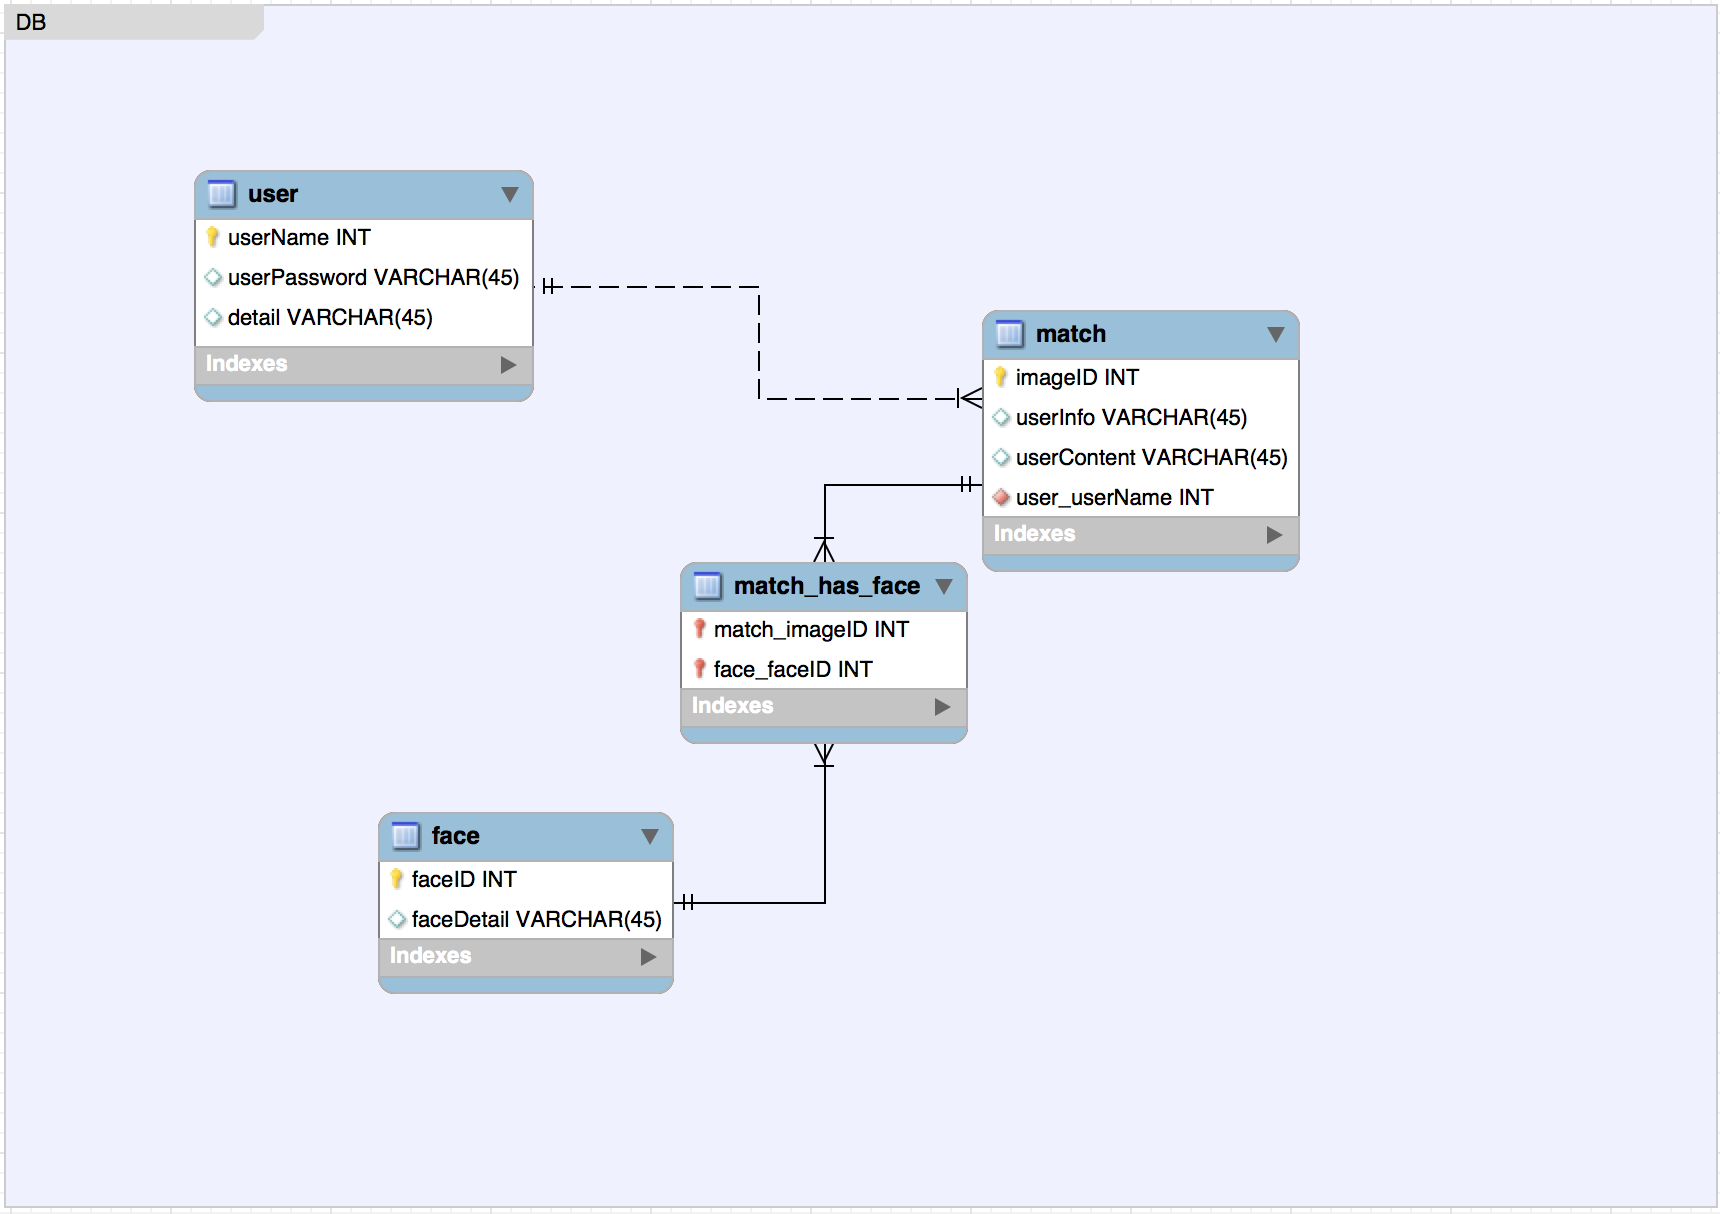 DB
user
userName INT
userPassword VARCHAR(45)
detail VARCHAR(45)
Indexes
match
imageID INT
userInfo VARCHAR(45)
userContent VARCHAR(45)
user_userName INT
Indexes
match_has_face
match_imageID INT
face_faceID INT
Indexes
face
faceID INT
faceDetail VARCHAR(45)
Indexes